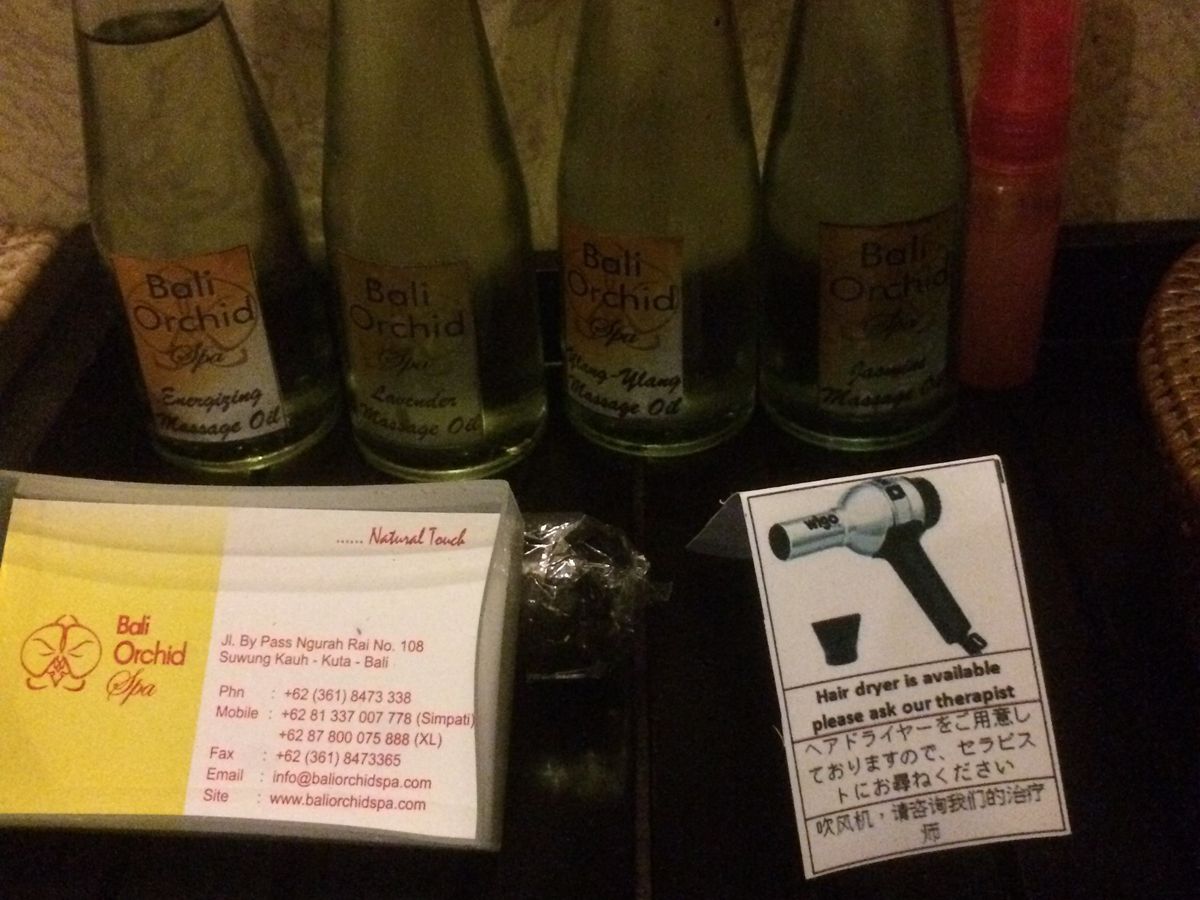 Bali
Orchid
Spa
Energizing
Massage Oil
Bali
Orchid
Spa
Lavender
Massage Oil
Bali
Orchid
Spa
Ylang-Ylang
Massage Oil
Bali
Orchid
Spa
Jasmine
Massage Oil
...... Natural Touch
Bali
Orchid
Spa
Jl. By Pass Ngurah Rai No. 108
Suwung Kauh - Kuta - Bali
Phn : +62 (361) 8473 338
Mobile : +62 81 337 007 778 (Simpati)
+62 87 800 075 888 (XL)
Fax : +62 (361) 8473365
Email : info@baliorchidspa.com
Site : www.baliorchidspa.com
wigo
Hair dryer is available
please ask our therapist
ヘアドライヤーをご用意し
ておりますので、セラピス
トにお尋ねください
吹风机，请咨询我们的治疗
师